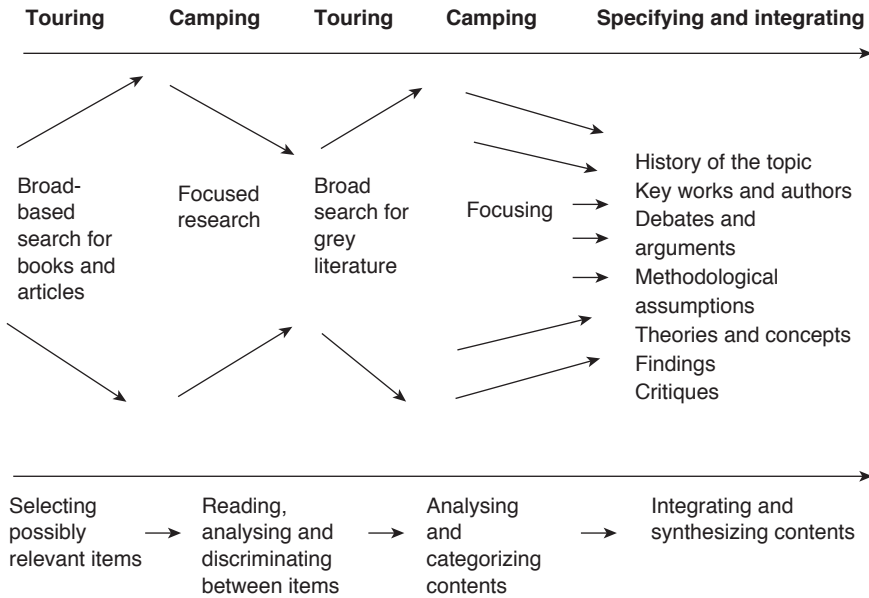 Touring Camping Touring Camping Specifying and integrating
Broad-
based
search for
books and
articles
Focused
research
Broad
search for
grey
literature
Focusing
History of the topic
Key works and authors
Debates and
arguments
Methodological
assumptions
Theories and concepts
Findings
Critiques
Selecting
possibly
relevant items
Reading,
analysing and
discriminating
between items
Analysing
and
categorizing
contents
Integrating and
synthesizing contents